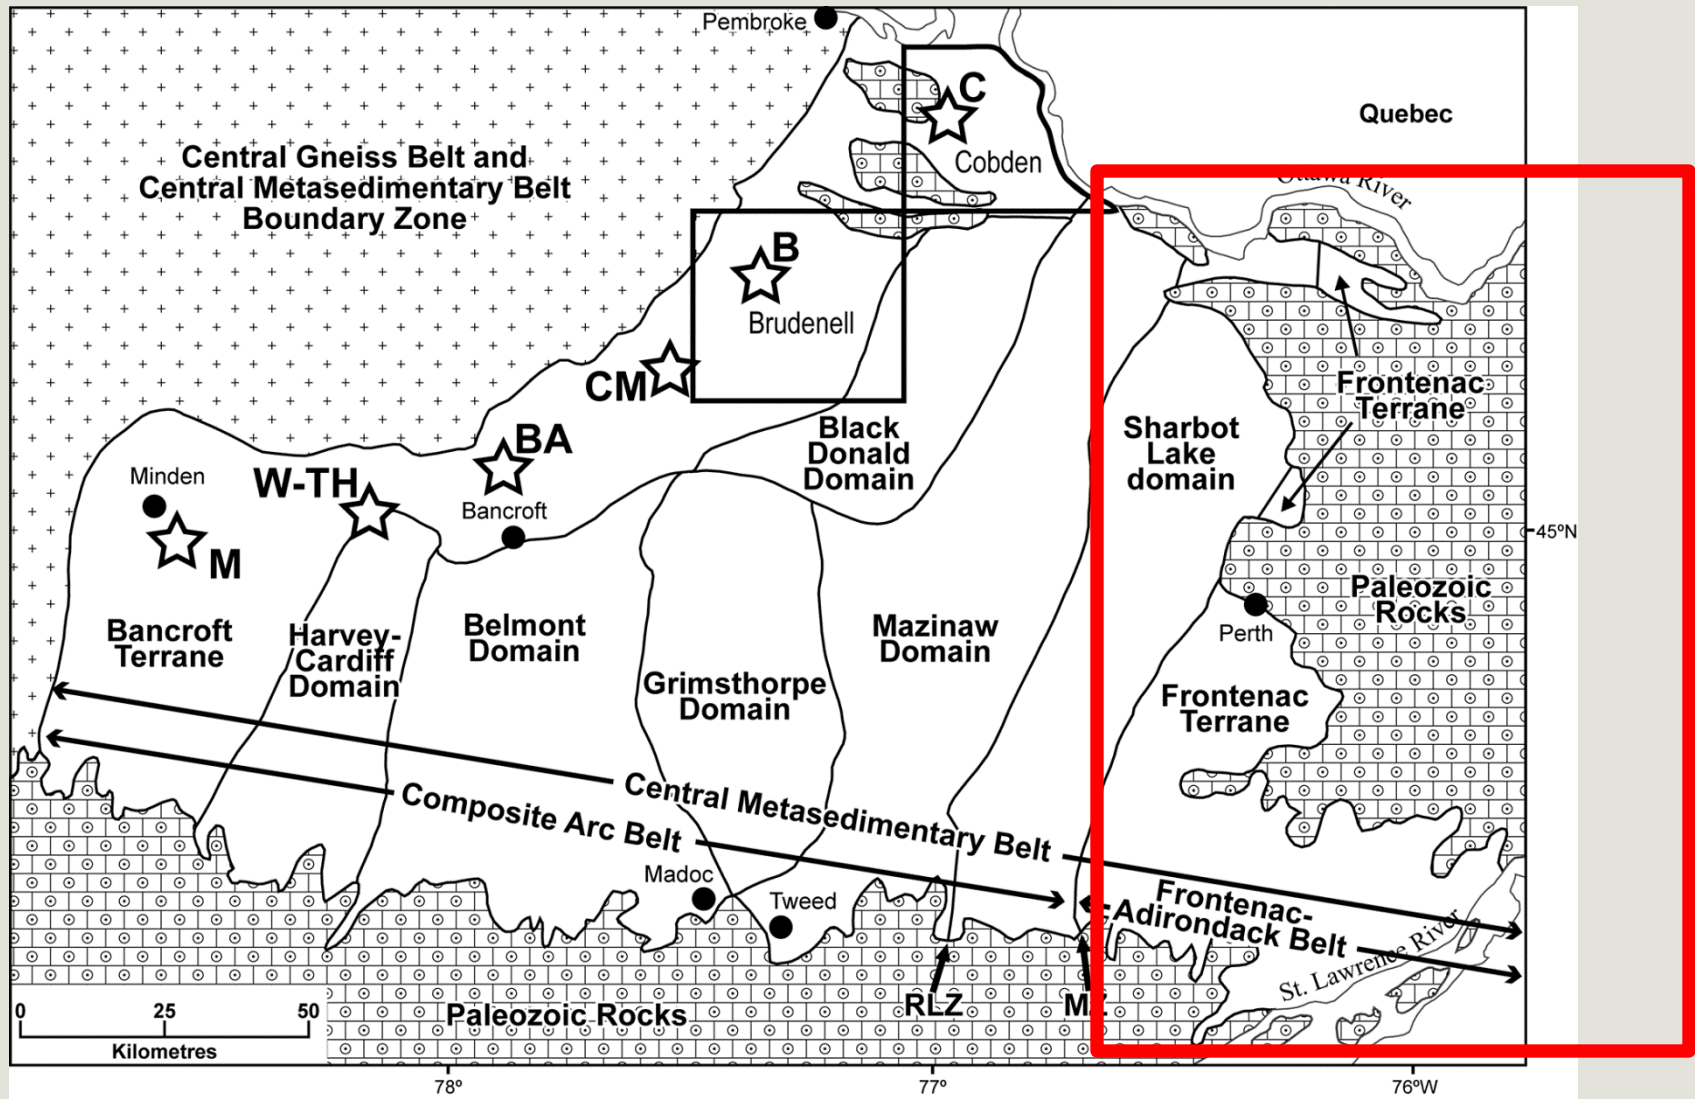 Pembroke
C
Cobden
Quebec
Ottawa River
Central Gneiss Belt and
Central Metasedimentary Belt
Boundary Zone
B
Brudenell
CM
BA
Bancroft
W-TH
Minden
M
Black
Donald
Domain
Sharbot
Lake
domain
Frontenac
Terrane
45ºN
Paleozoic
Rocks
Perth
Bancroft
Terrane
Harvey-
Cardiff
Domain
Belmont
Domain
Grimsthorpe
Domain
Mazinaw
Domain
Frontenac
Terrane
Central Metasedimentary Belt
Composite Arc Belt
Frontenac-
Adirondack Belt
Madoc
Tweed
St. Lawrence River
RLZ
MZ
Paleozoic Rocks
0 25 50
Kilometres
78º 77º 76ºW